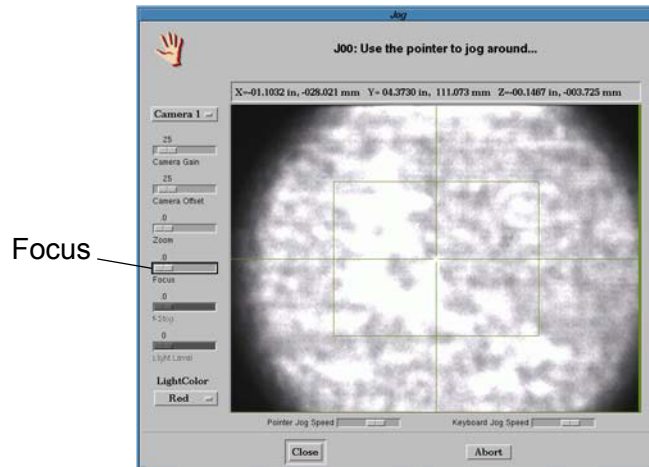 Jog
J00: Use the pointer to jog around...
X=-01.1032 in, -028.021 mm Y= 04.3730 in, 111.073 mm Z=-00.1467 in, -003.725 mm
Camera 1
25
Camera Gain
25
Camera Offset
.0
Zoom
Focus
.0
Focus
.0
f-Stop
0
Light Level
LightColor
Red
Pointer Jog Speed
Keyboard Jog Speed
Close
Abort